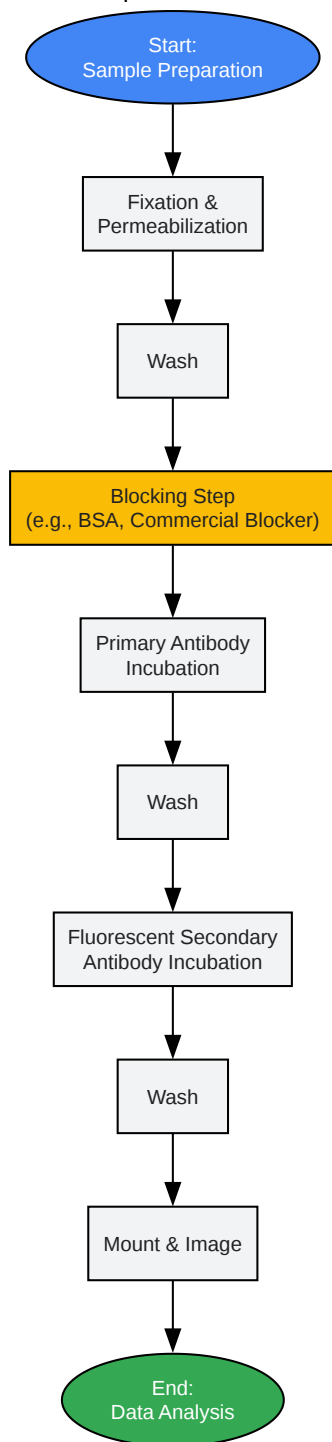 Start:
Sample Preparation
Fixation &
Permeabilization
Wash
Blocking Step
(e.g., BSA, Commercial Blocker)
Primary Antibody
Incubation
Wash
Fluorescent Secondary
Antibody Incubation
Wash
Mount & Image
End:
Data Analysis